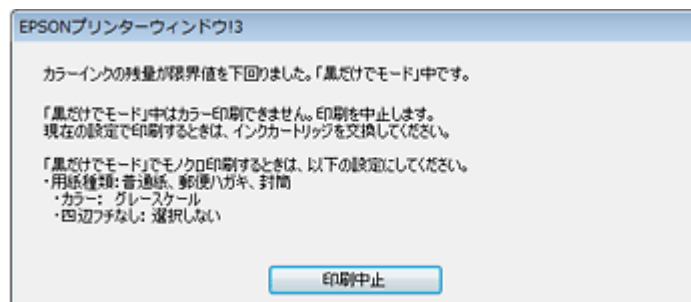 EPSONプリンターウィンドウ!3
カラーインクの残量が限界値を下回りました。「黒だけでモード」中です。
「黒だけでモード」中はカラー印刷できません。印刷を中止します。
現在の設定で印刷するときは、インクカートリッジを交換してください。
「黒だけでモード」でモノクロ印刷するときは、以下の設定にしてください。
・用紙種類：普通紙、郵便ハガキ、封筒
・カラー： グレースケール
・四辺フチなし：選択しない
印刷中止